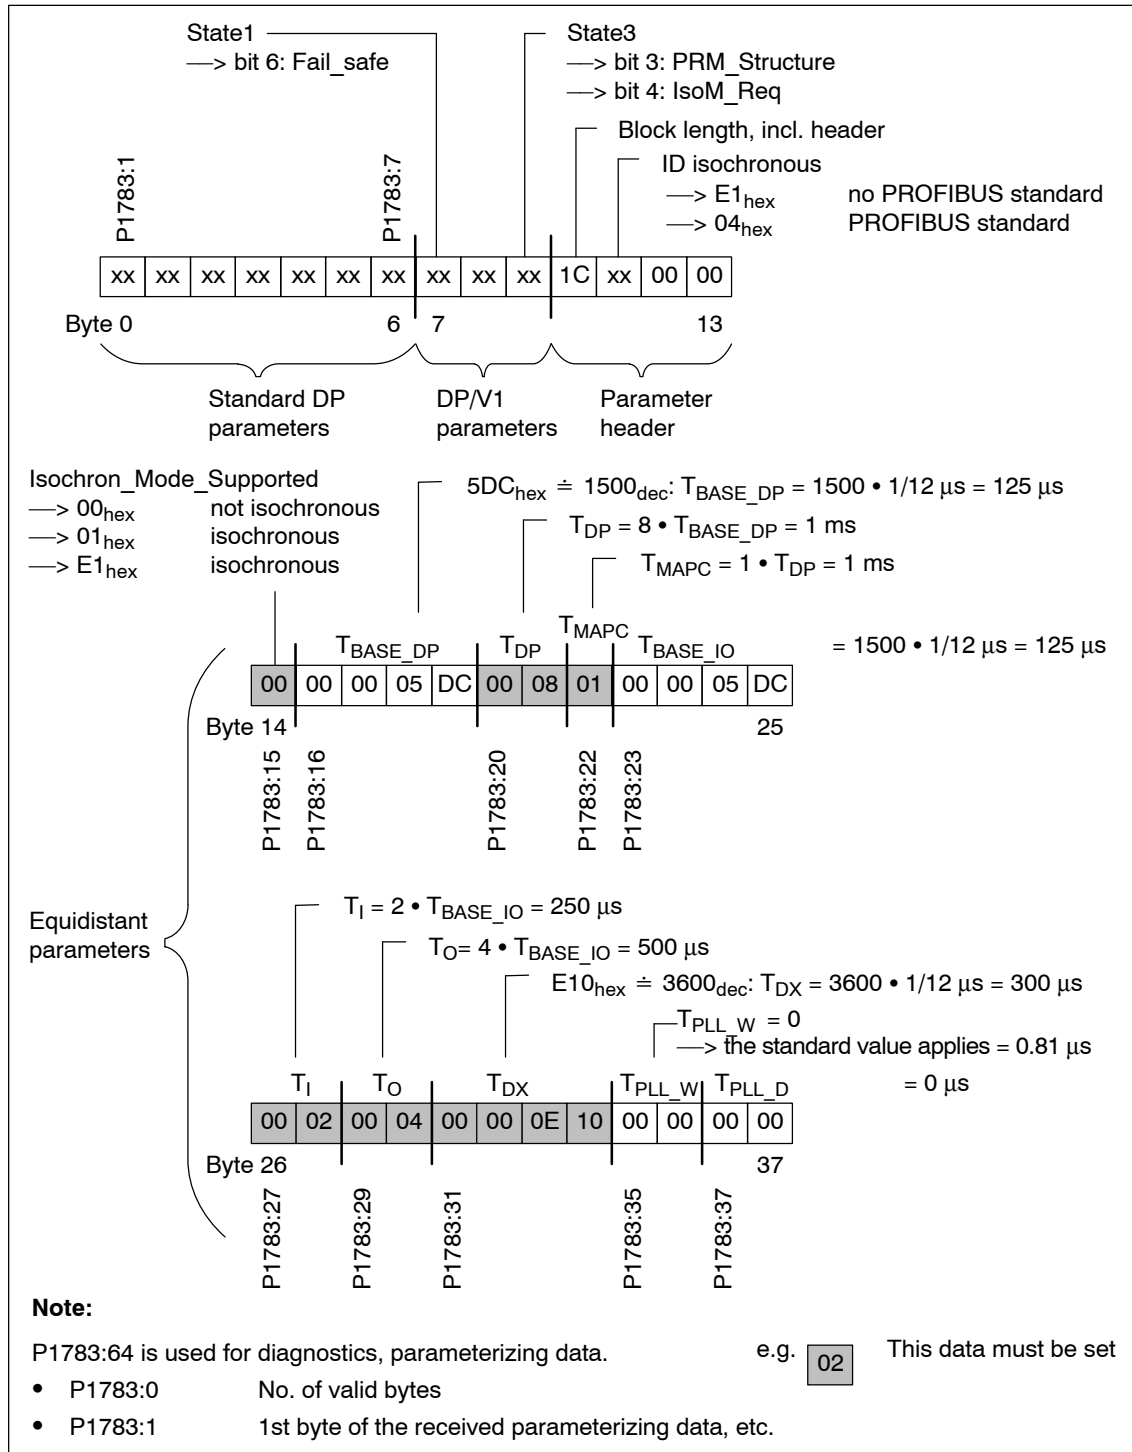 State1
State3
—> bit 6: Fail_safe
—> bit 3: PRM_Structure
—> bit 4: IsoM_Req
Block length, incl. header
ID isochronous
—> E1hex no PROFIBUS standard
—> 04hex PROFIBUS standard
P1783:1
P1783:7
xx xx xx xx xx xx xx xx xx xx 1C xx 00 00
Byte 0 6 7 13
Standard DP parameters
DP/V1 parameters
Parameter header
Isochron_Mode_Supported
—> 00hex not isochronous
—> 01hex isochronous
—> E1hex isochronous
5DChex ≐ 1500dec: TBASE_DP = 1500 • 1/12 μs = 125 μs
TDP = 8 • TBASE_DP = 1 ms
TMAPC = 1 • TDP = 1 ms
TBASE_DP TDP TMAPC TBASE_IO = 1500 • 1/12 μs = 125 μs
00 00 00 05 DC 00 08 01 00 00 05 DC
Byte 14 25
P1783:15
P1783:16
P1783:20
P1783:22
P1783:23
Equidistant parameters
TI = 2 • TBASE_IO = 250 μs
TO= 4 • TBASE_IO = 500 μs
E10hex ≐ 3600dec: TDX = 3600 • 1/12 μs = 300 μs
TPLL_W = 0
—> the standard value applies = 0.81 μs
TI TO TDX TPLL_W TPLL_D = 0 μs
00 02 00 04 00 00 0E 10 00 00 00 00
Byte 26 37
P1783:27
P1783:29
P1783:31
P1783:35
P1783:37
Note:
P1783:64 is used for diagnostics, parameterizing data.
e.g. 02 This data must be set
• P1783:0 No. of valid bytes
• P1783:1 1st byte of the received parameterizing data, etc.